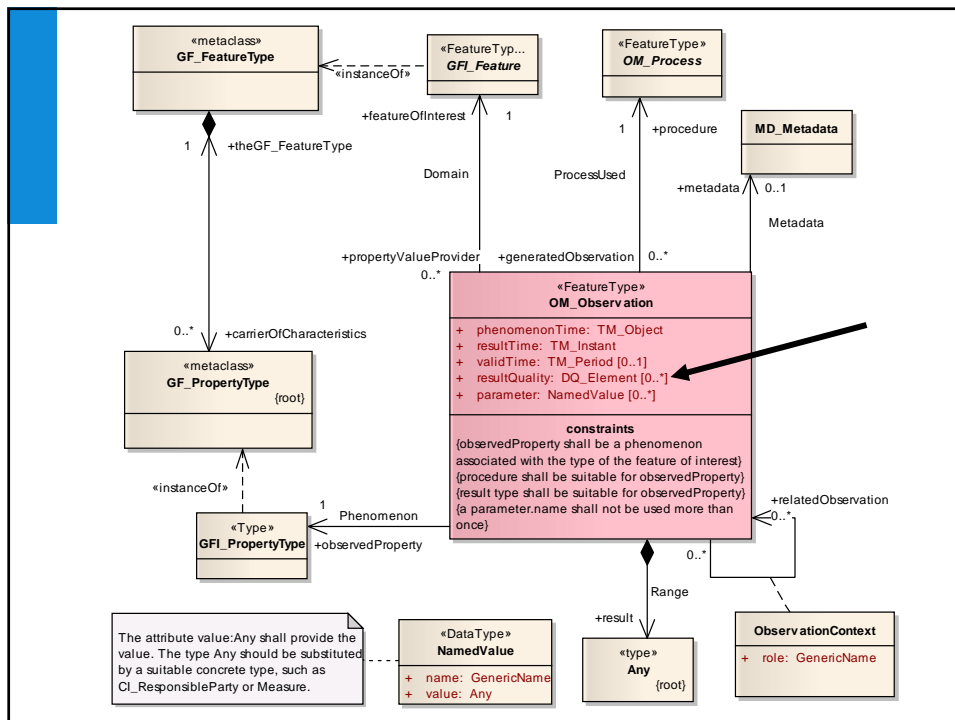 «metaclass»
GF_FeatureType
«instanceOf»
«FeatureTyp...
GFI_Feature
«FeatureType»
OM_Process
MD_Metadata
+featureOfInterest
1
1
+procedure
1
+theGF_FeatureType
Domain
ProcessUsed
+metadata
0..1
Metadata
+propertyValueProvider
0..*
+generatedObservation
0..*
«FeatureType»
OM_Observation
+ phenomenonTime: TM_Object
+ resultTime: TM_Instant
+ validTime: TM_Period [0..1]
+ resultQuality: DQ_Element [0..*]
+ parameter: NamedValue [0..*]
constraints
{observedProperty shall be a phenomenon
associated with the type of the feature of interest}
{procedure shall be suitable for observedProperty}
{result type shall be suitable for observedProperty}
{a parameter.name shall not be used more than
once}
0..*
+carrierOfCharacteristics
«metaclass»
GF_PropertyType
{root}
«instanceOf»
«Type»
GFI_PropertyType
1
Phenomenon
+observedProperty
+relatedObservation
0..*
0..*
Range
+result
«type»
Any
{root}
ObservationContext
+ role: GenericName
The attribute value:Any shall provide the
value. The type Any should be substituted
by a suitable concrete type, such as
CI_ResponsibleParty or Measure.
«DataType»
NamedValue
+ name: GenericName
+ value: Any